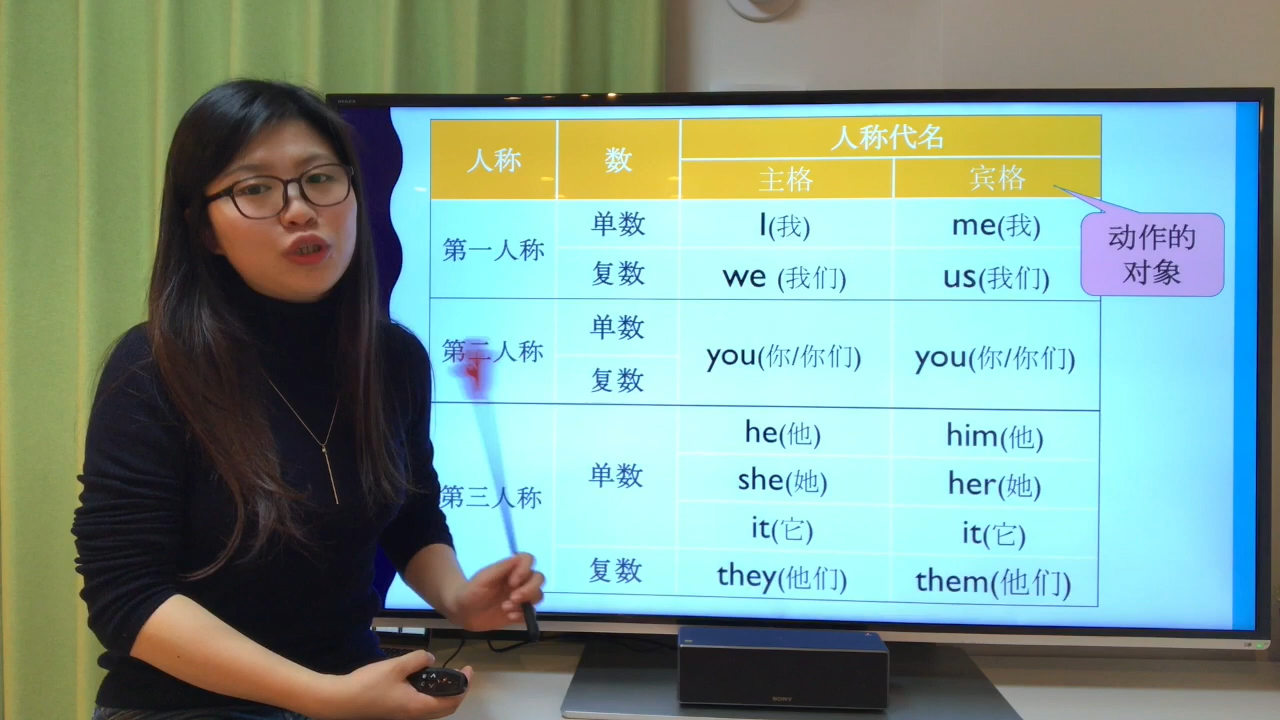 人称代名
人称
数
主格
宾格
动作的
对象
第一人称
单数
I(我)
me(我)
复数
we (我们)
us(我们)
第二人称
单数
you(你/你们)
you(你/你们)
复数
第三人称
单数
he(他)
him(他)
she(她)
her(她)
it(它)
it(它)
复数
they(他们)
them(他们)
SONY